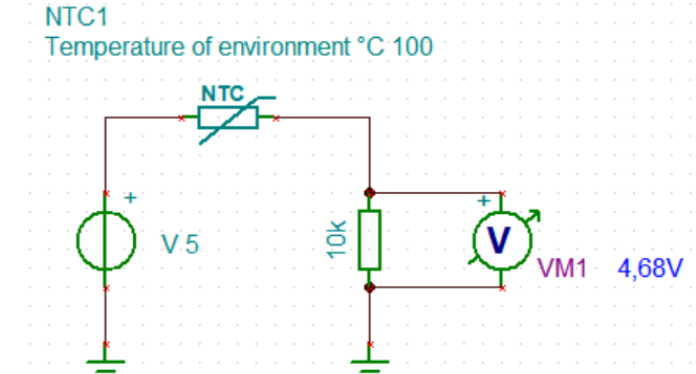 NTC1
Temperature of environment °C 100
NTC
+
V 5
10k
+
V
VM1 4,68V